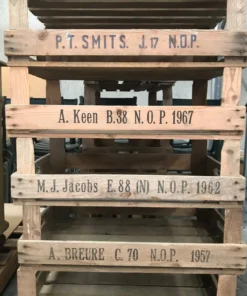 P.T. SMITS. J.17 N.O.P.
A. Keen B.38 N.O.P. 1967
M.J. Jacobs E.88 (N) N.O.P. 1962
A. BREURE C. 70 N.O.P. 1957